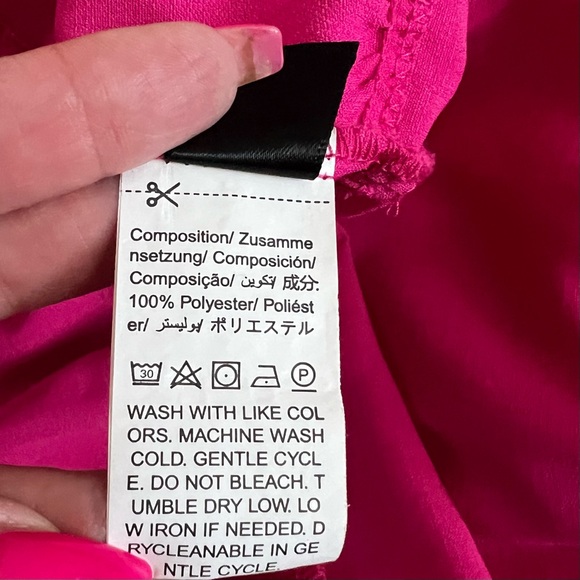 Composition/ Zusamme
nsetzung/ Composición/
Composição/ تكوين/ 成分:
100% Polyester/ Poliést
er/ بوليستر/ ポリエステル
30 P
WASH WITH LIKE COL
ORS. MACHINE WASH
COLD. GENTLE CYCL
E. DO NOT BLEACH. T
UMBLE DRY LOW. LO
W IRON IF NEEDED. D
RYCLEANABLE IN GE
NTLE CYCLE.